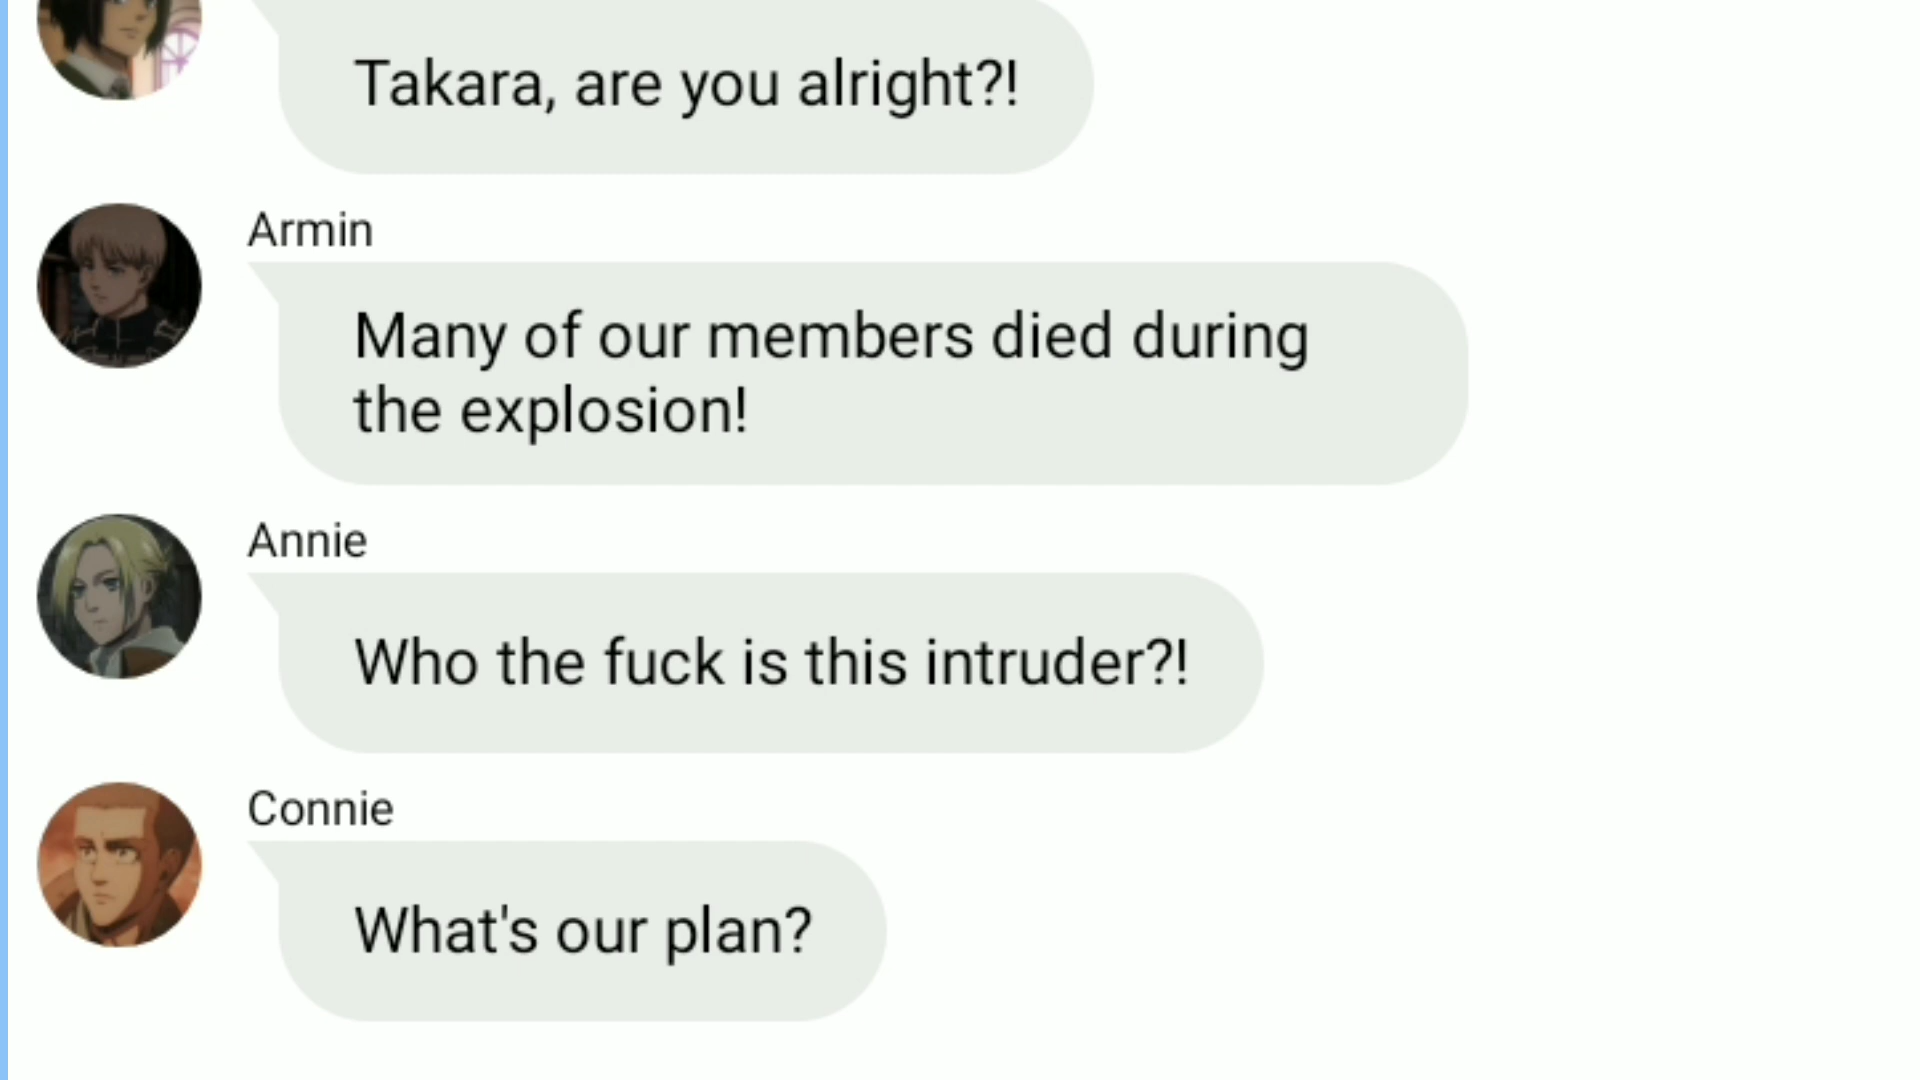 Takara, are you alright?!
Armin
Many of our members died during
the explosion!
Annie
Who the fuck is this intruder?!
Connie
What's our plan?